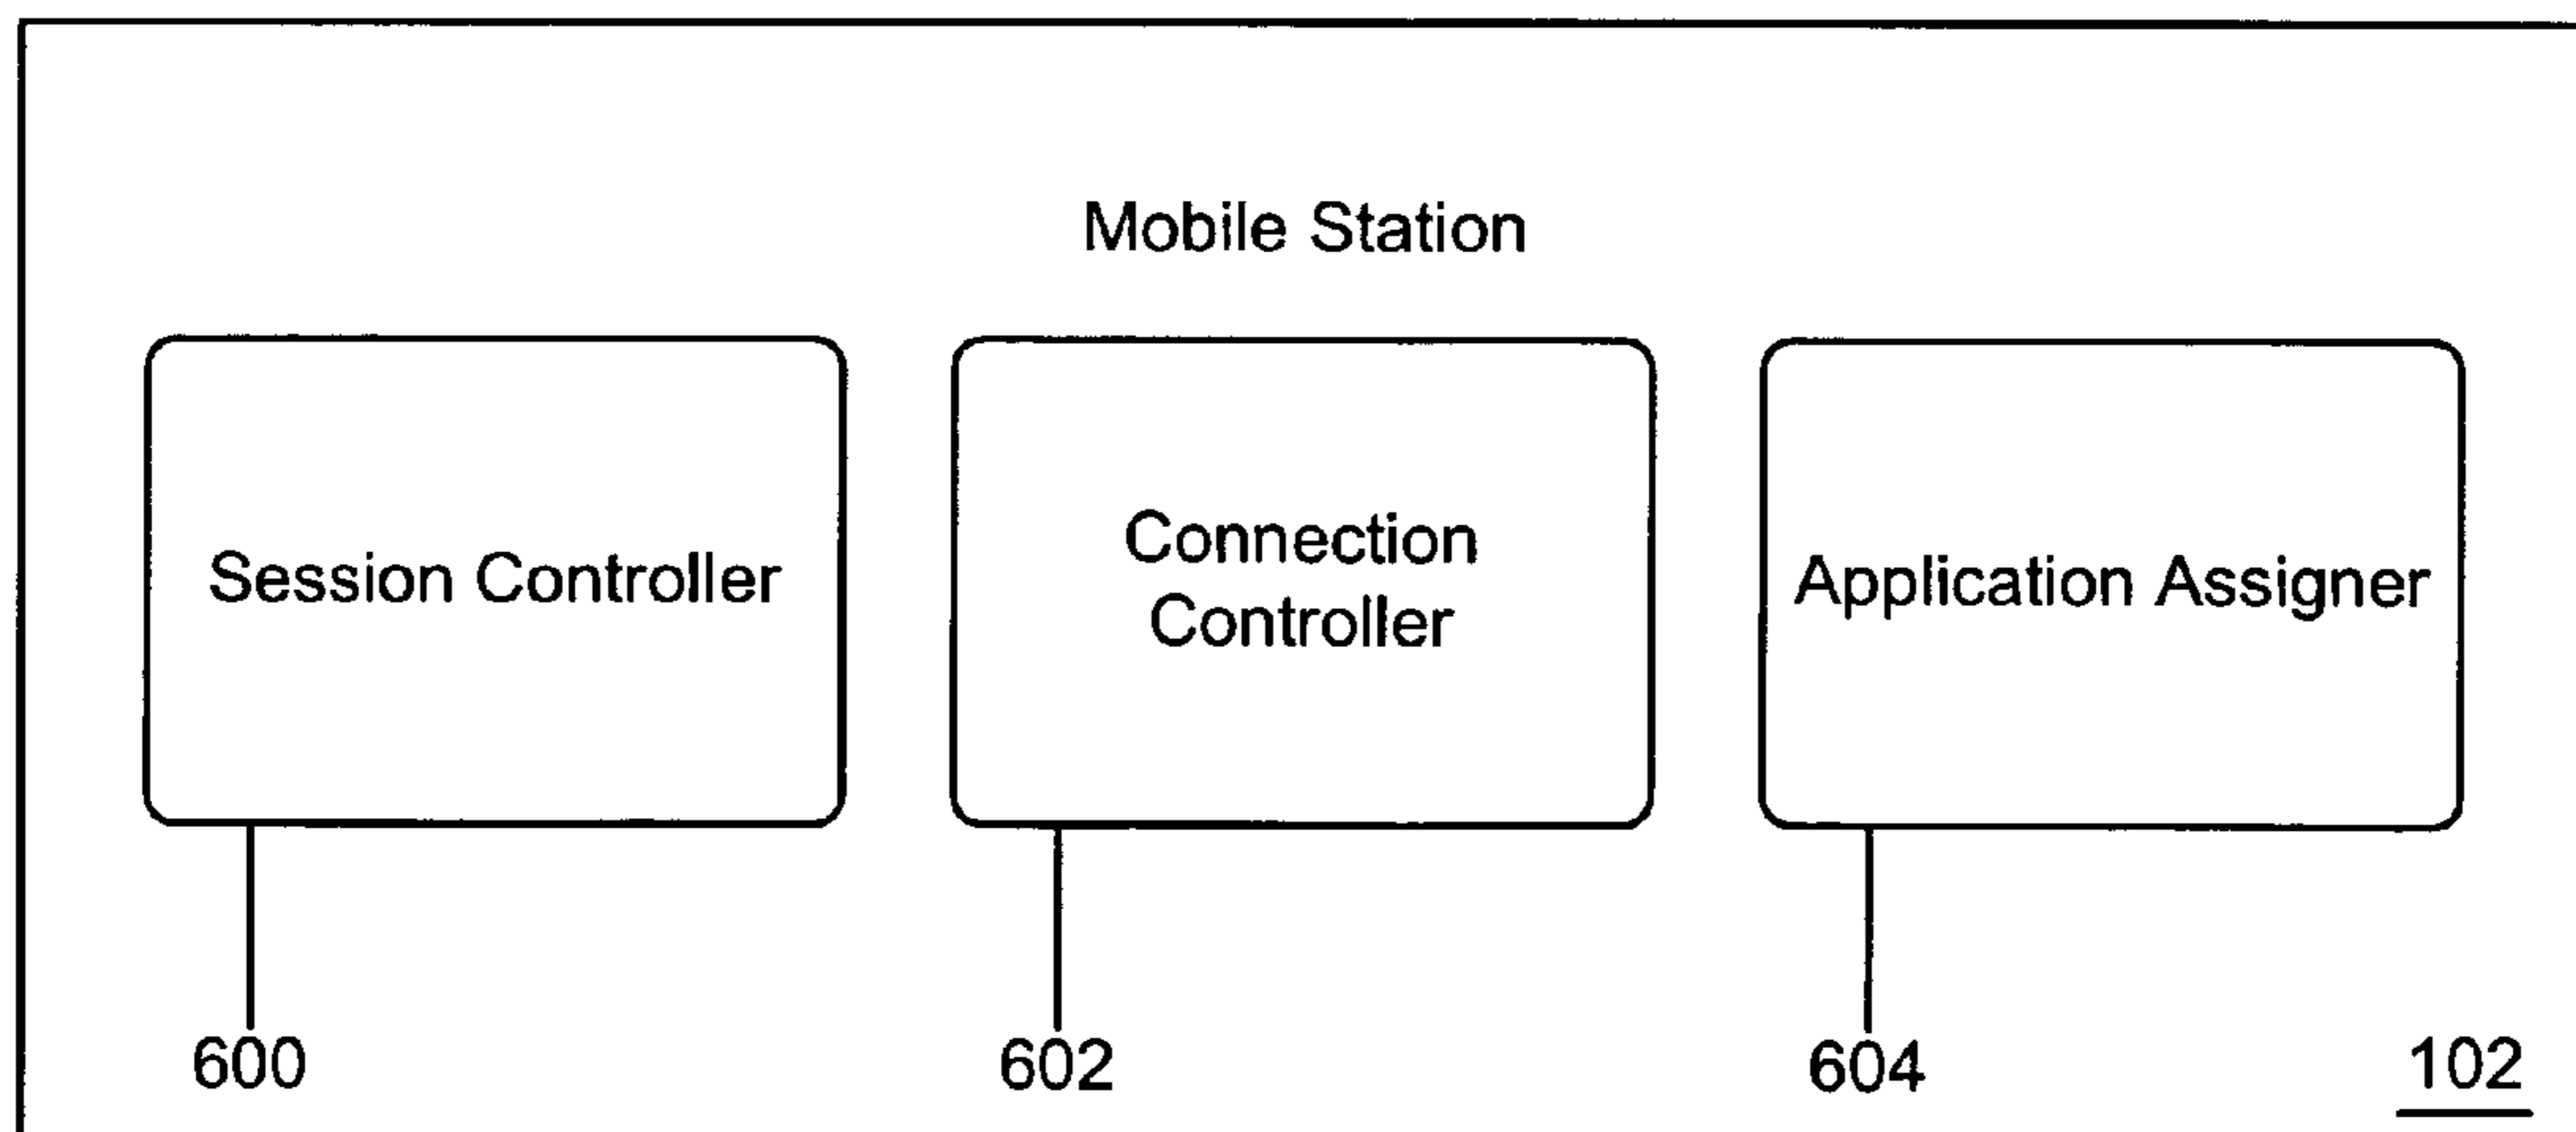 Mobile Station
Session Controller
Connection
Controller
Application Assigner
600
602
604
102